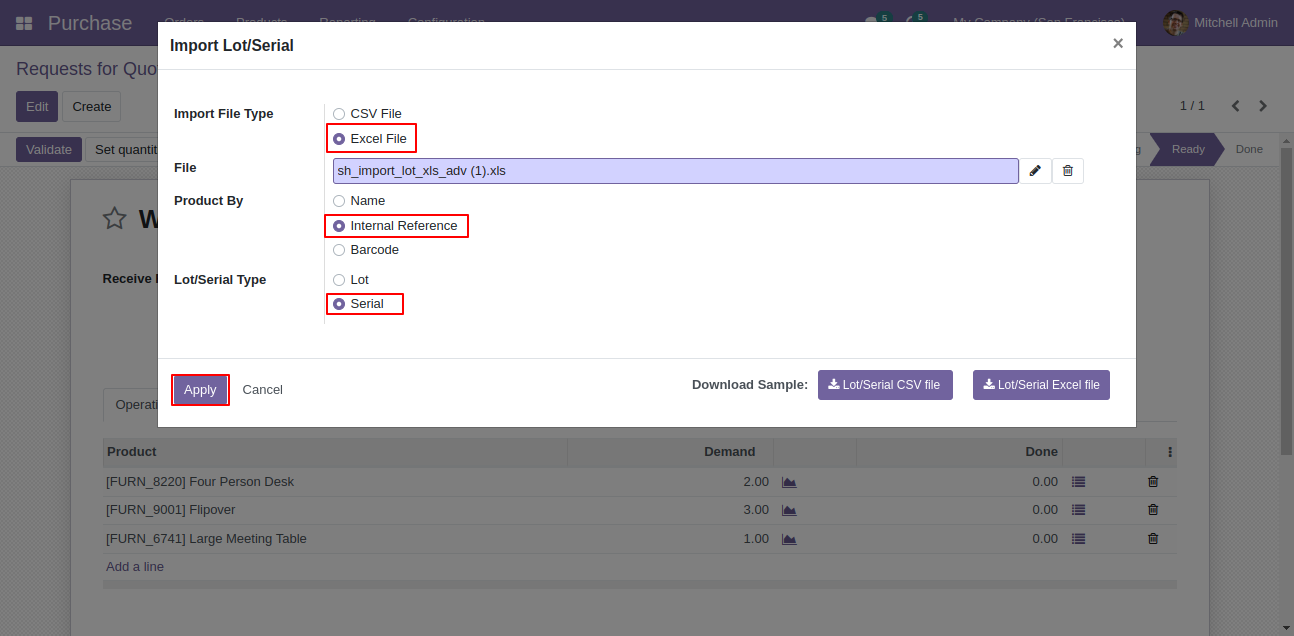 Purchase Orders Products Reporting Configuration 5 5 My Company (San Francisco) Mitchell Admin
Import Lot/Serial ×
Requests for Quo
Edit Create 1 / 1
Validate Set quantit Ready Done
Import File Type
CSV File
Excel File
File sh_import_lot_xls_adv (1).xls
Product By
Name
Internal Reference
Barcode
W
Receive
Lot/Serial Type
Lot
Serial
Apply Cancel Download Sample: Lot/Serial CSV file Lot/Serial Excel file
Operati
Product Demand Done
[FURN_8220] Four Person Desk 2.00 0.00
[FURN_9001] Flipover 3.00 0.00
[FURN_6741] Large Meeting Table 1.00 0.00
Add a line